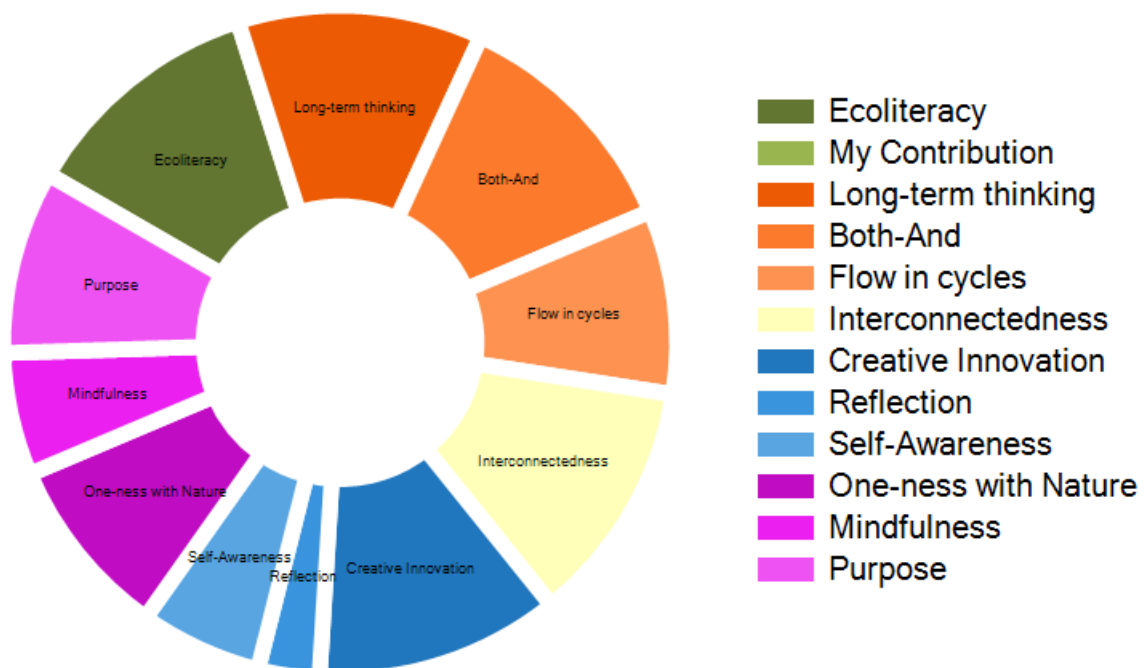 Long-term thinking
Ecoliteracy
Both-And
Purpose
Flow in cycles
Mindfulness
Interconnectedness
One-ness with Nature
Self-Awareness
Reflection
Creative Innovation
Ecoliteracy
My Contribution
Long-term thinking
Both-And
Flow in cycles
Interconnectedness
Creative Innovation
Reflection
Self-Awareness
One-ness with Nature
Mindfulness
Purpose